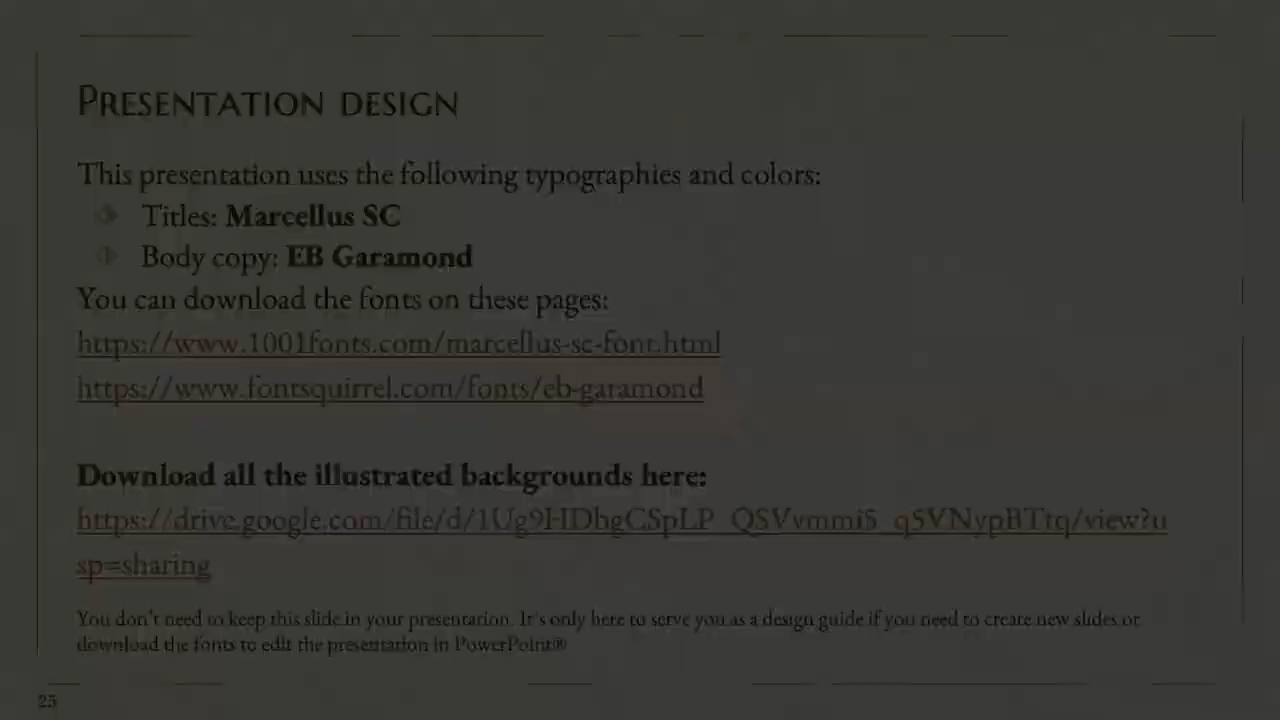 Presentation design
This presentation uses the following typographies and colors:
Titles: Marcellus SC
Body copy: EB Garamond
You can download the fonts on these pages:
https://www.1001fonts.com/marcellus-sc-font.html
https://www.fontsquirrel.com/fonts/eb-garamond
Download all the illustrated backgrounds here:
https://drive.google.com/file/d/1Ug9HDbgCSpLP_QSVvmmi5_q5VNypBTtq/view?u
sp=sharing
You don't need to keep this slide in your presentation. It's only here to serve you as a design guide if you need to create new slides or
download the fonts to edit the presentation in PowerPoint®
25